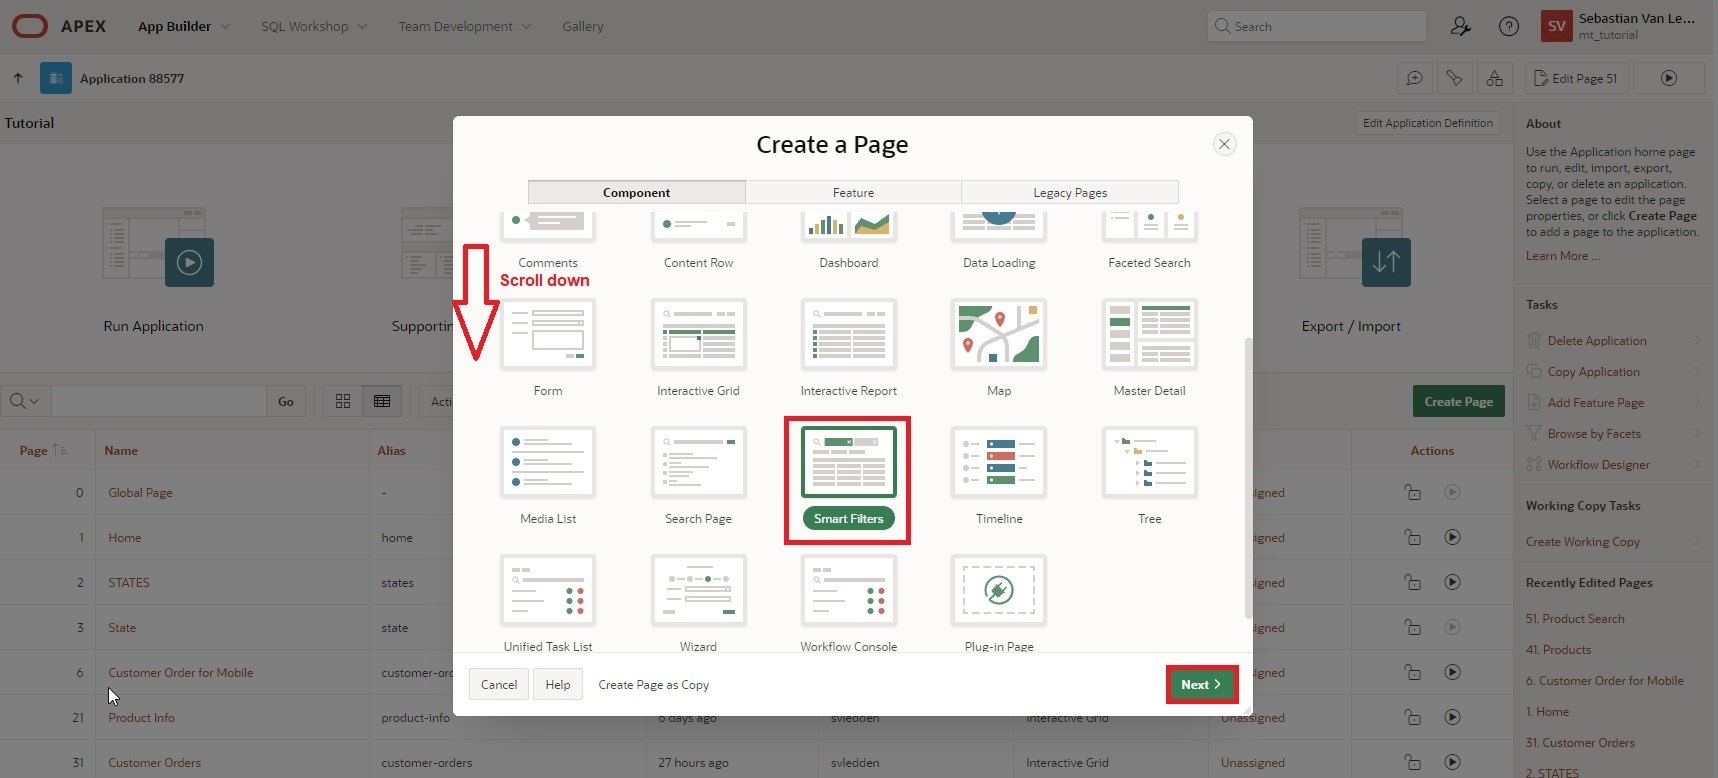 APEX
App Builder
SQL Workshop
Team Development
Gallery
Search
SV
Sebastian Van Le...
mt_tutorial
Application 88577
Edit Page 51
Tutorial
Edit Application Definition
Run Application
Supportin
Export / Import
Go
Acti
Create Page
Page
Name
Alias
Actions
0
Global Page
-
ssigned
1
Home
home
ssigned
2
STATES
states
ssigned
3
State
state
ssigned
6
Customer Order for Mobile
customer-ord
ssigned
21
Product Info
product-info
6 days ago
svledden
Interactive Grid
Unassigned
31
Customer Orders
customer-orders
27 hours ago
svledden
Interactive Grid
Unassigned
Create a Page
Component
Feature
Legacy Pages
Comments
Content Row
Dashboard
Data Loading
Faceted Search
Scroll down
Form
Interactive Grid
Interactive Report
Map
Master Detail
Media List
Search Page
Smart Filters
Timeline
Tree
Unified Task List
Wizard
Workflow Console
Plug-in Page
Cancel
Help
Create Page as Copy
Next
About
Use the Application home page
to run, edit, import, export,
copy, or delete an application.
Select a page to edit the page
properties, or click Create Page
to add a page to the application.
Learn More ...
Tasks
Delete Application
Copy Application
Add Feature Page
Browse by Facets
Workflow Designer
Working Copy Tasks
Create Working Copy
Recently Edited Pages
51. Product Search
41. Products
6. Customer Order for Mobile
1. Home
31. Customer Orders
2. STATES